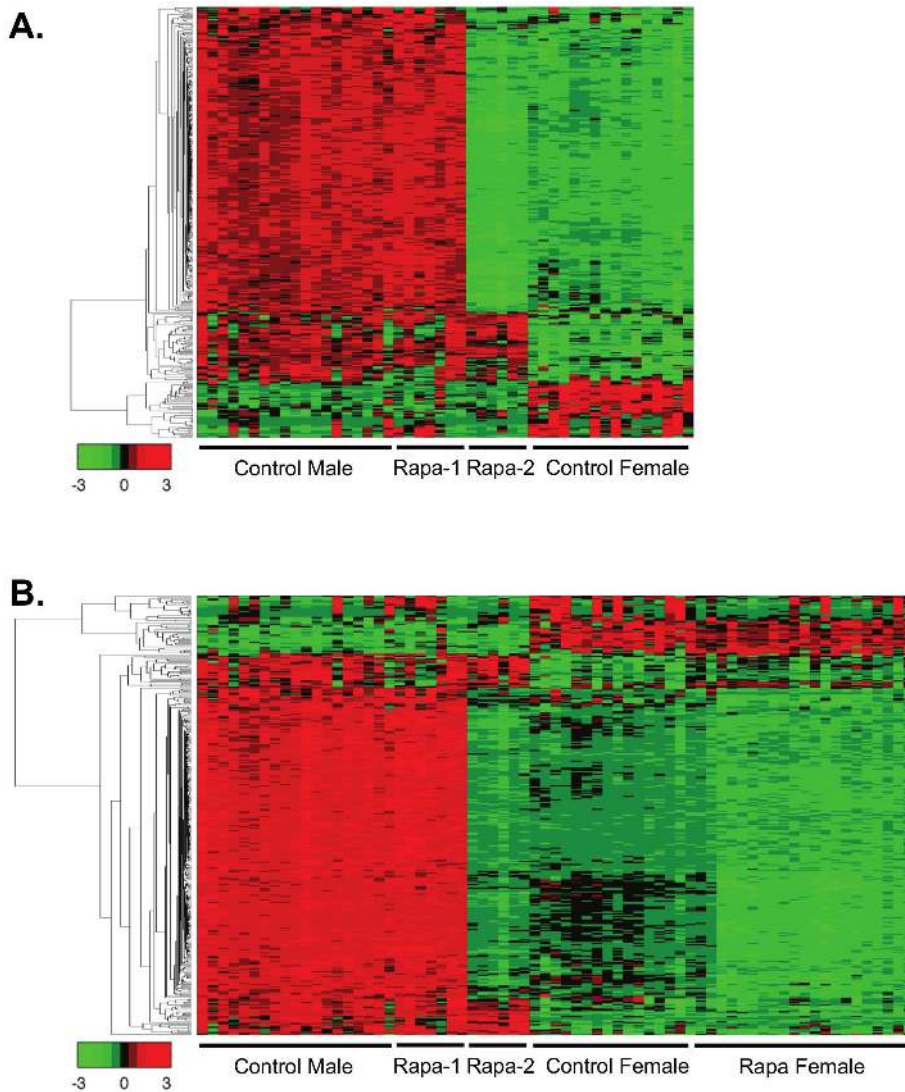 A.
-3 0 3
Control Male Rapa-1 Rapa-2 Control Female
B.
-3 0 3
Control Male Rapa-1 Rapa-2 Control Female Rapa Female